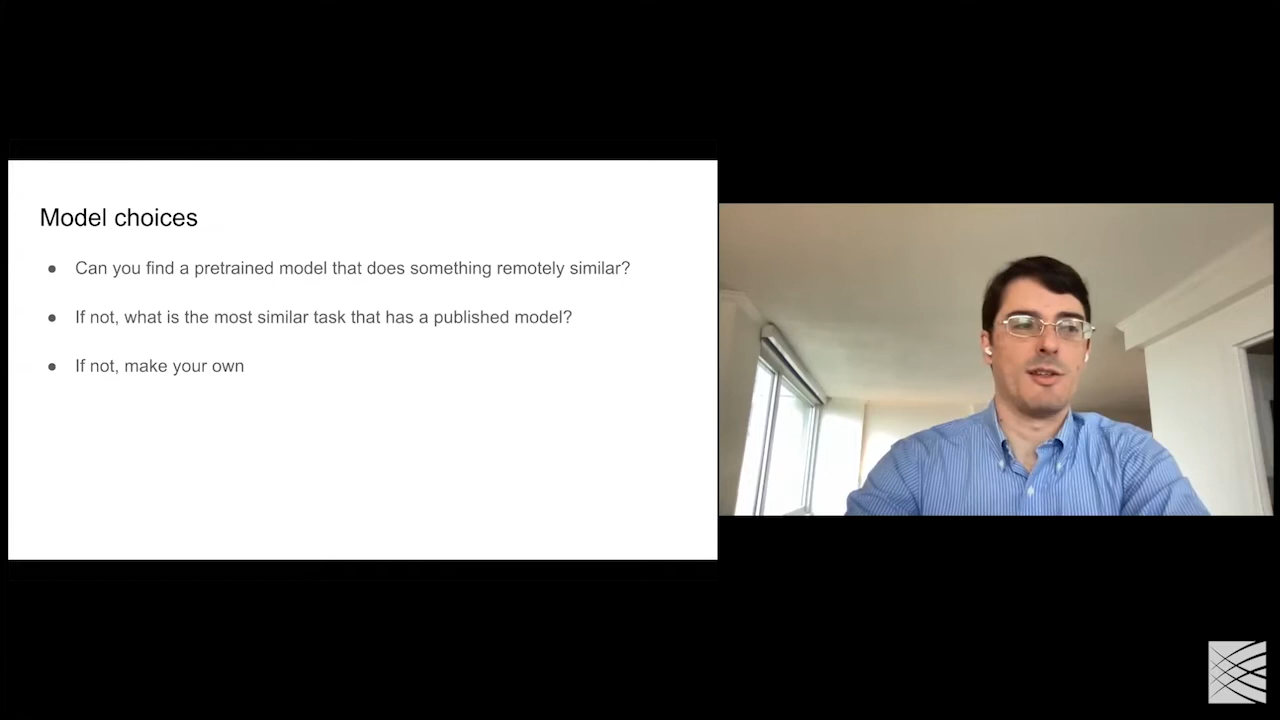 Model choices
● Can you find a pretrained model that does something remotely similar?
● If not, what is the most similar task that has a published model?
● If not, make your own